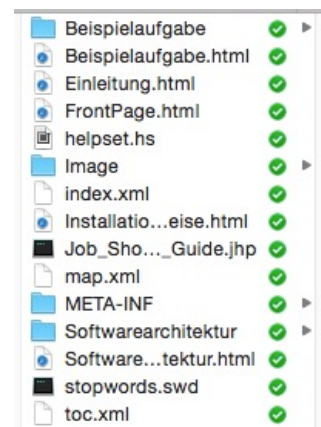 Beispielaufgabe
Beispielaufgabe.html
Einleitung.html
FrontPage.html
helpset.hs
Image
index.xml
Installatio...eise.html
Job_Sho..._Guide.jhp
map.xml
META-INF
Softwarearchitektur
Software...tektur.html
stopwords.swd
toc.xml